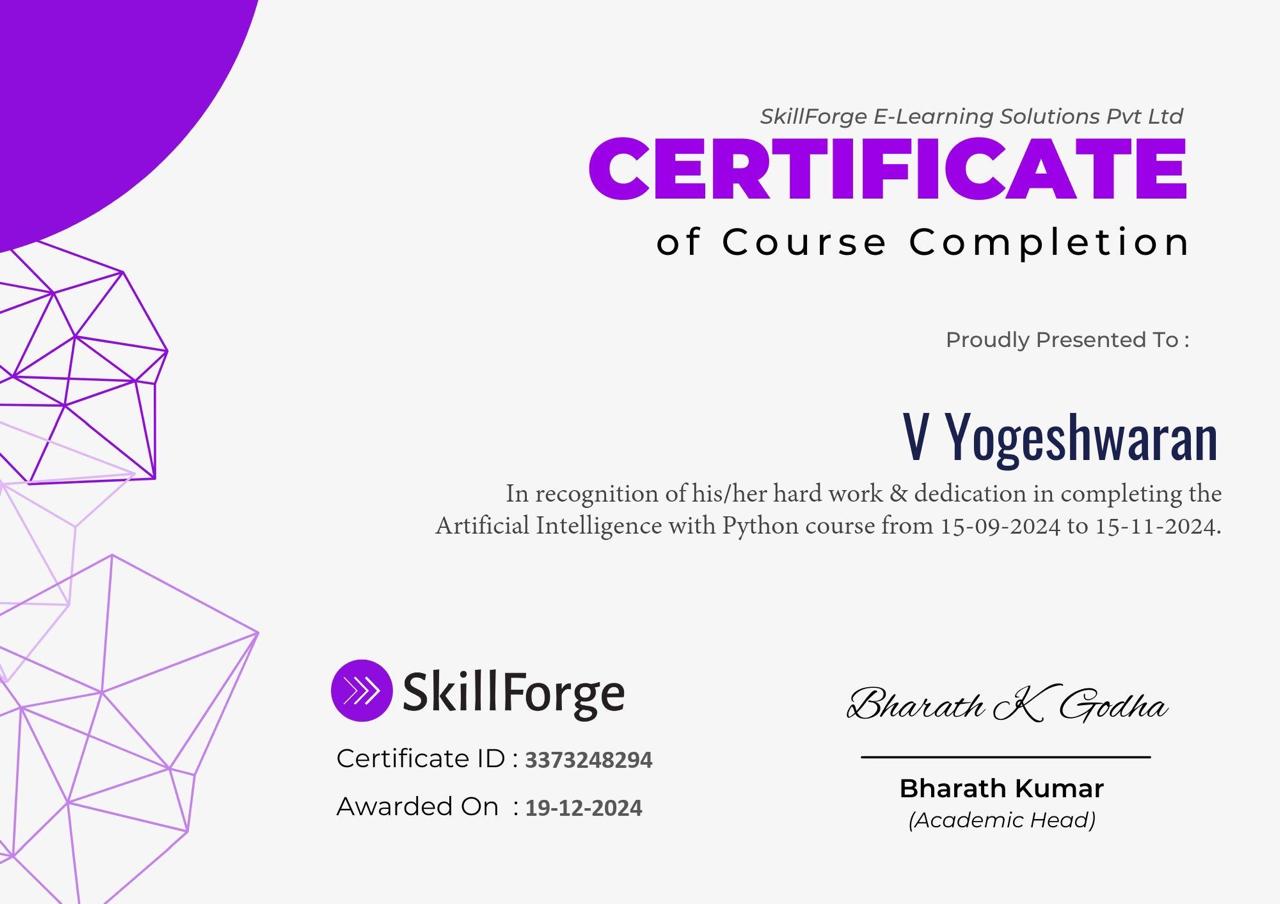 SkillForge E-Learning Solutions Pvt Ltd
CERTIFICATE
of Course Completion
Proudly Presented To :
V Yogeshwaran
In recognition of his/her hard work & dedication in completing the
Artificial Intelligence with Python course from 15-09-2024 to 15-11-2024.
SkillForge
Certificate ID : 3373248294
Awarded On : 19-12-2024
Bharath K Godha
Bharath Kumar
(Academic Head)